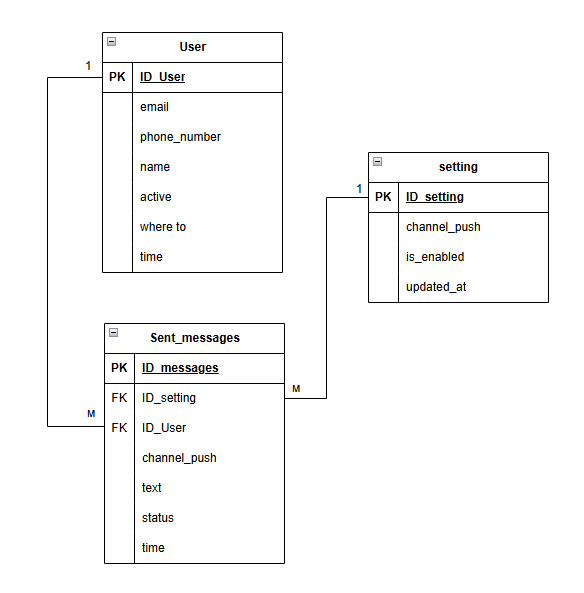 User
1
PK ID_User
email
phone_number
name
active
where to
time
setting
1
PK ID_setting
channel_push
is_enabled
updated_at
Sent_messages
PK ID_messages
M
FK ID_setting
M
FK ID_User
channel_push
text
status
time